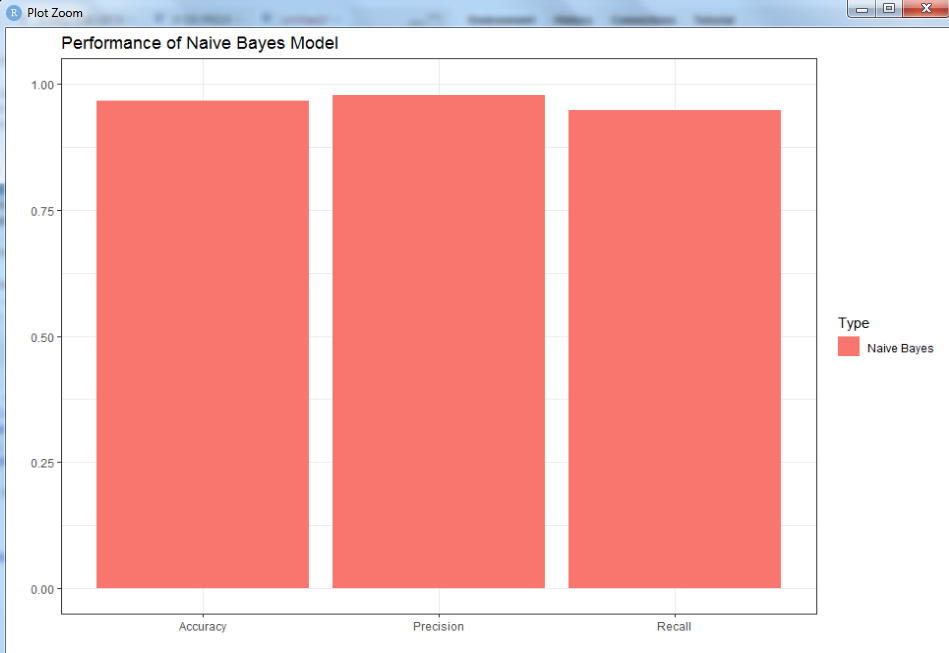 R Plot Zoom
Performance of Naive Bayes Model
1.00
0.75
0.50
0.25
0.00
Accuracy
Precision
Recall
Type
Naive Bayes